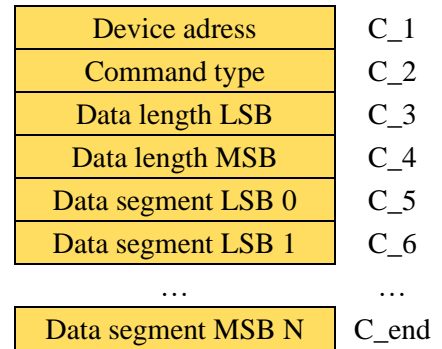 Device adress C_1
Command type C_2
Data length LSB C_3
Data length MSB C_4
Data segment LSB 0 C_5
Data segment LSB 1 C_6
… …
Data segment MSB N C_end